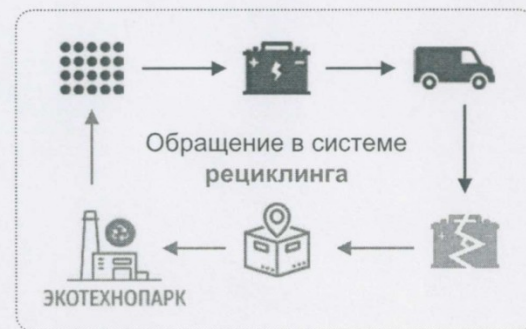 Обращение в системе
рециклинга
ЭКОТЕХНОПАРК